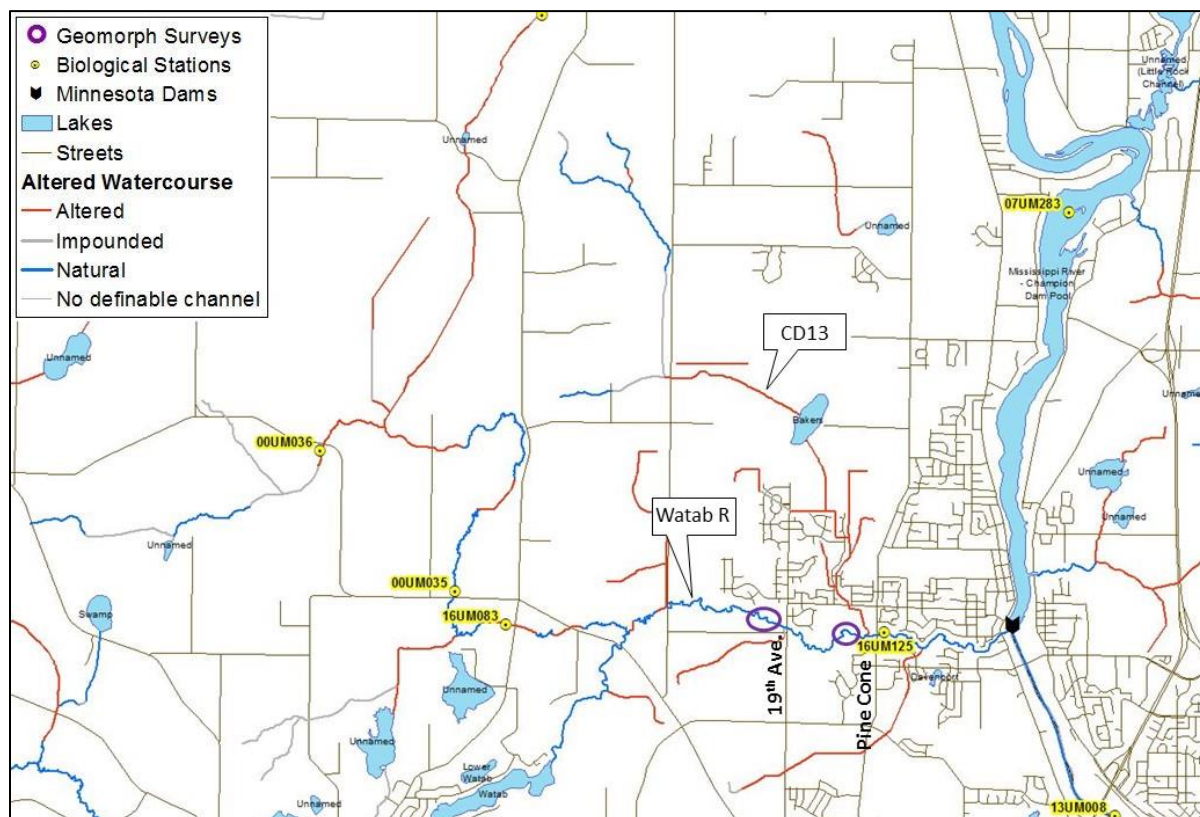 Geomorph Surveys
Biological Stations
Minnesota Dams
Lakes
Streets
Altered Watercourse
Altered
Impounded
Natural
No definable channel
Unnamed
(Little Rock
Channel)
Unnamed
07UM283
Unnamed
Mississippi River
- Champion
Dam Pool
CD13
Unnamed
Unnamed
Bakers
00UM036
Unnamed
Watab R
Unnamed
Unnamed
00UM035
Swamp
16UM083
16UM125
19th Ave.
Pine Cone
Davenport
Unnamed
Unnamed
Lower
Watab
Watab
Unnamed
13UM008